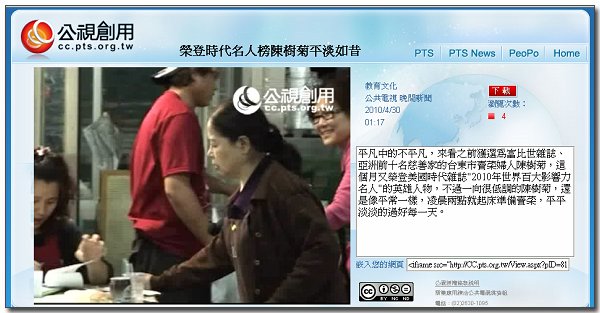 公視創用
cc.pts.org.tw
榮登時代名人榜陳樹菊平淡如昔
PTS
PTS News
PeoPo
Home
公視創用
cc.pts.org.tw
教育文化
公共電視 晚間新聞
2010/4/30
01:17
下載
瀏覽次數：
4
平凡中的不平凡，來看之前獲選為富比世雜誌、
亞洲前十名慈善家的台東市賣菜婦人陳樹菊，這
個月又榮登美國時代雜誌"2010年世界百大影響力
名人"的英雄人物，不過一向很低調的陳樹菊，還
是像平常一樣，凌晨兩點就起床準備賣菜，平平
淡淡的過好每一天。
嵌入您的網頁
<iframe src="http://CC.pts.org.tw/View.aspx?pID=81
cc
BY NC ND